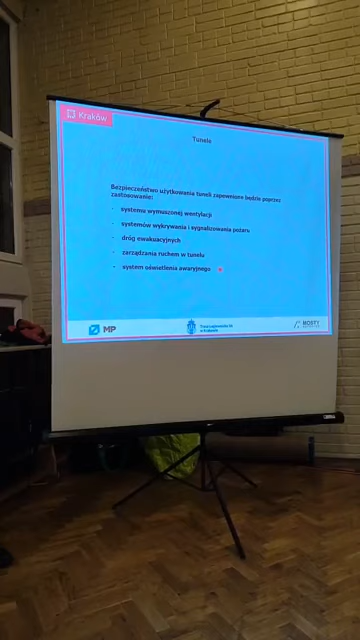 Kraków
Tunele
Bezpieczeństwo użytkowania tuneli zapewnione będzie poprzez
zastosowanie:
- systemu wymuszonej wentylacji
- systemów wykrywania i sygnalizowania pożaru
- dróg ewakuacyjnych
- zarządzania ruchem w tunelu
- system oświetlenia awaryjnego
MP
w Krakowie
MOSTY